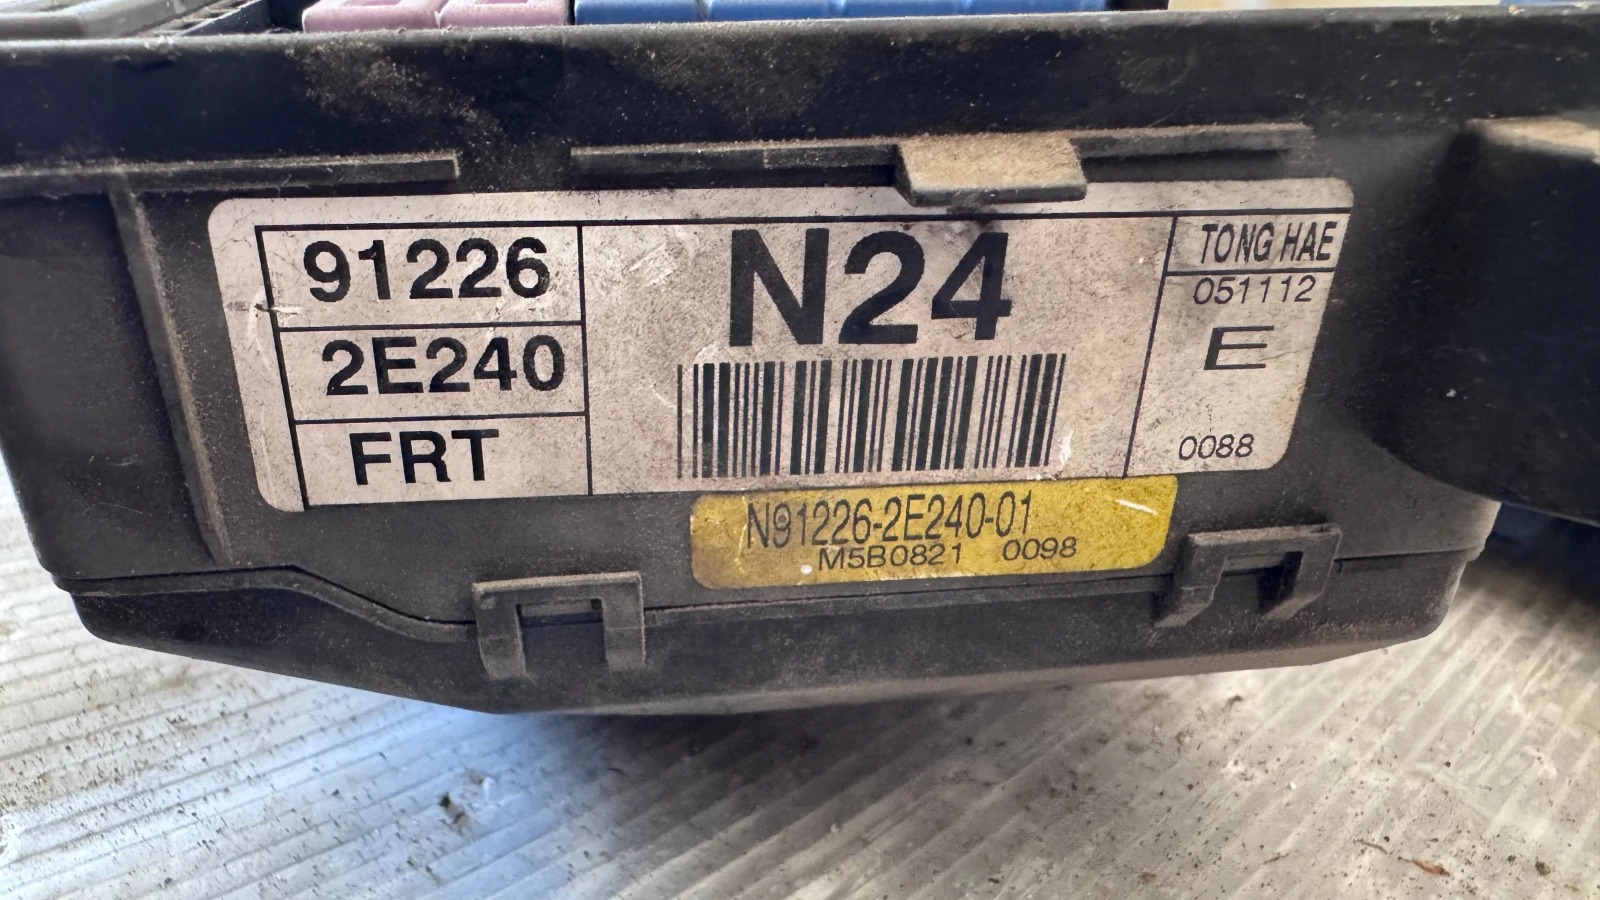 91226
2E240
FRT
N24
TONG HAE
051112
E
0088
N91226-2E240-01
M5B0821 0098